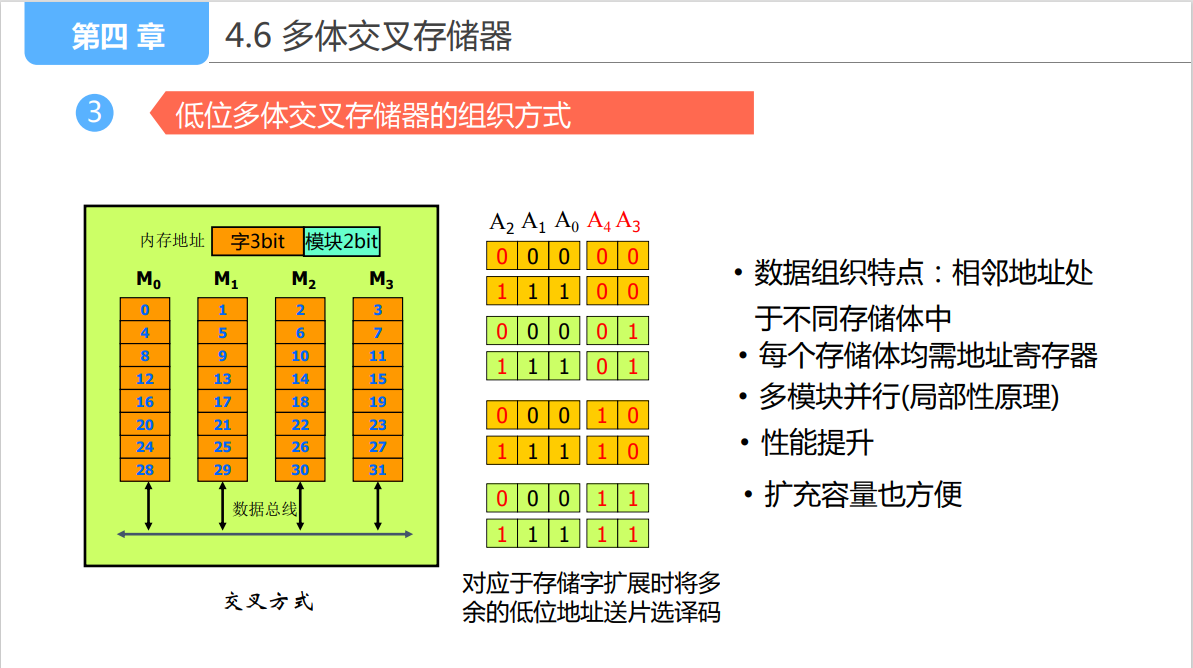 第四章
4.6 多体交叉存储器
3
低位多体交叉存储器的组织方式
内存地址 字3bit 模块2bit
M0 M1 M2 M3
0 1 2 3
4 5 6 7
8 9 10 11
12 13 14 15
16 17 18 19
20 21 22 23
24 25 26 27
28 29 30 31
数据总线
交叉方式
A2 A1 A0 A4 A3
0 0 0 0 0
1 1 1 0 0
0 0 0 0 1
1 1 1 0 1
0 0 0 1 0
1 1 1 1 0
0 0 0 1 1
1 1 1 1 1
对应于存储字扩展时将多
余的低位地址送片选译码
• 数据组织特点：相邻地址处
于不同存储体中
• 每个存储体均需地址寄存器
• 多模块并行(局部性原理)
• 性能提升
• 扩充容量也方便